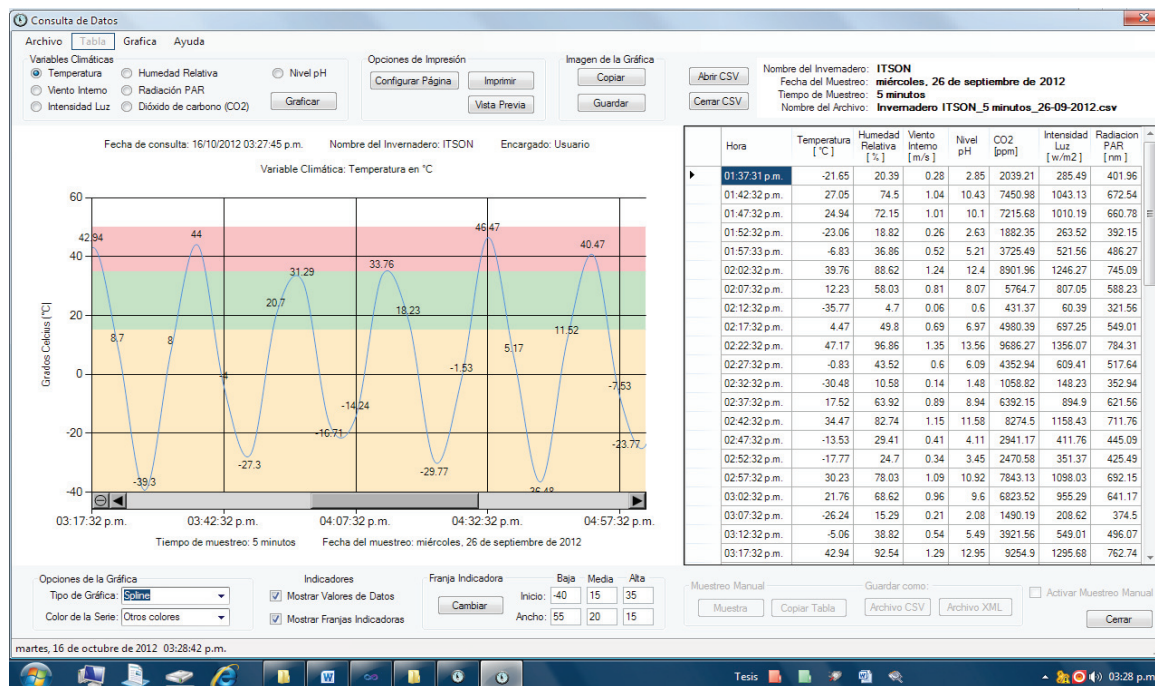 Consulta de Datos
Archivo Tabla Grafica Ayuda
Variables Climáticas
Temperatura Humedad Relativa Nivel pH
Viento Interno Radiación PAR
Intensidad Luz Dióxido de carbono (CO2) Graficar
Opciones de Impresión
Configurar Página Imprimir
Vista Previa
Imagen de la Gráfica
Copiar
Guardar
Abrir CSV
Cerrar CSV
Nombre del Invernadero: ITSON
Fecha del Muestreo: miércoles, 26 de septiembre de 2012
Tiempo de Muestreo: 5 minutos
Nombre del Archivo: Invernadero ITSON_5 minutos_26-09-2012.csv
Fecha de consulta: 16/10/2012 03:27:45 p.m. Nombre del Invernadero: ITSON Encargado: Usuario
Variable Climática: Temperatura en °C
Grados Celcius [°C]
60
40
20
0
-20
-40
42.94
8.7
-39.3
8
44
-4
-27.3
20.7
31.29
-16.71
-14.24
33.76
18.23
-29.77
-1.53
46.47
5.17
-36.48
11.52
40.47
-7.53
-23.77
03:17:32 p.m. 03:42:32 p.m. 04:07:32 p.m. 04:32:32 p.m. 04:57:32 p.m.
Tiempo de muestreo: 5 minutos Fecha del muestreo: miércoles, 26 de septiembre de 2012
Hora Temperatura [°C] Humedad Relativa [%] Viento Interno [m/s] Nivel pH CO2 [ppm] Intensidad Luz [w/m2] Radiacion PAR [nm]
01:37:31 p.m. -21.65 20.39 0.28 2.85 2039.21 285.49 401.96
01:42:32 p.m. 27.05 74.5 1.04 10.43 7450.98 1043.13 672.54
01:47:32 p.m. 24.94 72.15 1.01 10.1 7215.68 1010.19 660.78
01:52:32 p.m. -23.06 18.82 0.26 2.63 1882.35 263.52 392.15
01:57:33 p.m. -6.83 36.86 0.52 5.21 3725.49 521.56 486.27
02:02:32 p.m. 39.76 88.62 1.24 12.4 8901.96 1246.27 745.09
02:07:32 p.m. 12.23 58.03 0.81 8.07 5764.7 807.05 588.23
02:12:32 p.m. -35.77 4.7 0.06 0.6 431.37 60.39 321.56
02:17:32 p.m. 4.47 49.8 0.69 6.97 4980.39 697.25 549.01
02:22:32 p.m. 47.17 96.86 1.35 13.56 9686.27 1356.07 784.31
02:27:32 p.m. -0.83 43.52 0.6 6.09 4352.94 609.41 517.64
02:32:32 p.m. -30.48 10.58 0.14 1.48 1058.82 148.23 352.94
02:37:32 p.m. 17.52 63.92 0.89 8.94 6392.15 894.9 621.56
02:42:32 p.m. 34.47 82.74 1.15 11.58 8274.5 1158.43 711.76
02:47:32 p.m. -13.53 29.41 0.41 4.11 2941.17 411.76 445.09
02:52:32 p.m. -17.77 24.7 0.34 3.45 2470.58 351.37 425.49
02:57:32 p.m. 30.23 78.03 1.09 10.92 7843.13 1098.03 692.15
03:02:32 p.m. 21.76 68.62 0.96 9.6 6823.52 955.29 641.17
03:07:32 p.m. -26.24 15.29 0.21 2.08 1490.19 208.62 374.5
03:12:32 p.m. -5.06 38.82 0.54 5.49 3921.56 549.01 496.07
03:17:32 p.m. 42.94 92.54 1.29 12.95 9254.9 1295.68 762.74
Opciones de la Gráfica
Tipo de Gráfica: Spline
Color de la Serie: Otros colores
Indicadores
Mostrar Valores de Datos
Mostrar Franjas Indicadoras
Franja Indicadora Baja Media Alta
Cambiar
Inicio: -40 15 35
Ancho: 55 20 15
Muestreo Manual
Muestra Copiar Tabla
Guardar como:
Archivo CSV Archivo XML
Activar Muestreo Manual
Cerrar
martes, 16 de octubre de 2012 03:28:42 p.m.
Tesis 03:28 p.m.